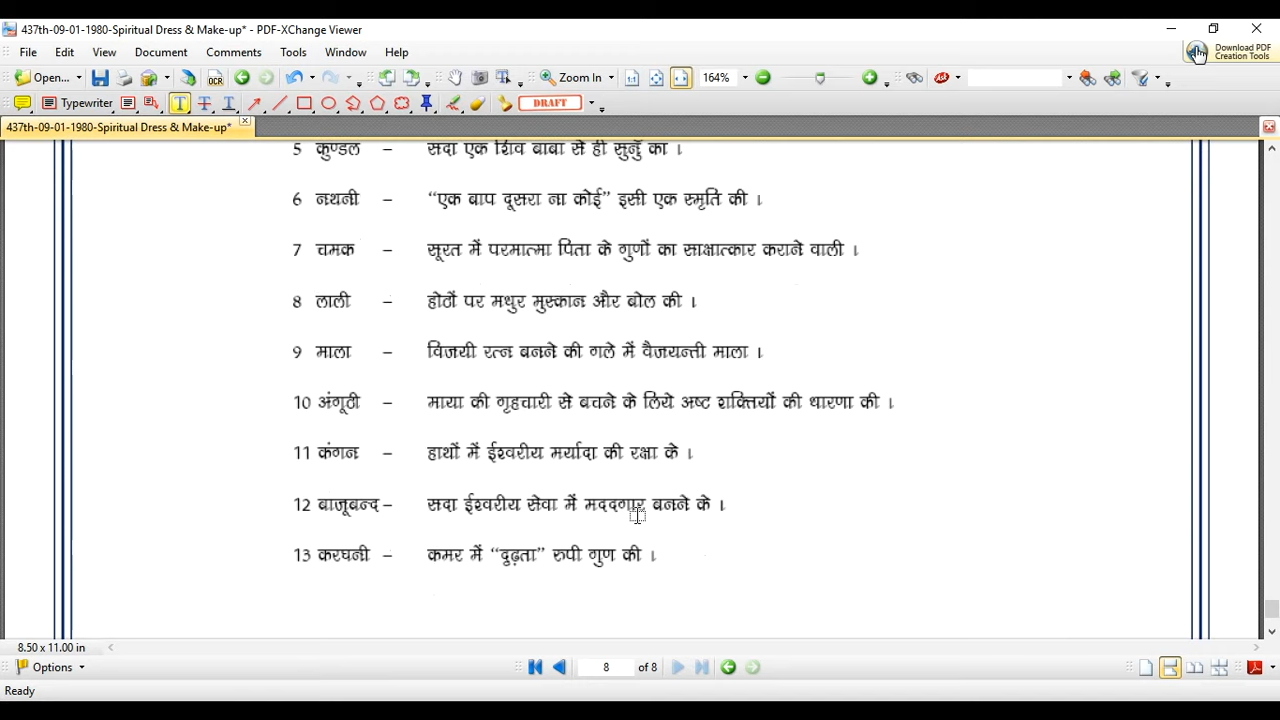 437th-09-01-1980-Spiritual Dress & Make-up* - PDF-XChange Viewer
File Edit View Document Comments Tools Window Help
Download PDF Creation Tools
Open... OCR Zoom In 164%
Typewriter T T T DRAFT
437th-09-01-1980-Spiritual Dress & Make-up*
5 कुण्डल – सदा एक शिव बाबा से ही सुनुँ का ।
6 नथनी – “एक बाप दूसरा ना कोई” इसी एक स्मृति की ।
7 चमक – सूरत में परमात्मा पिता के गुणों का साक्षात्कार कराने वाली ।
8 लाली – होठों पर मधुर मुस्कान और बोल की ।
9 माला – विजयी रत्न बनने की गले में वैजयन्ती माला ।
10 अंगूठी – माया की गृहचारी से बचने के लिये अष्ट शक्तियों की धारणा की ।
11 कंगन – हाथों में ईश्वरीय मर्यादा की रक्षा के ।
12 बाजूबन्द – सदा ईश्वरीय सेवा में मददगार बनने के ।
13 करघनी – कमर में “दृढ़ता” रुपी गुण की ।
8.50 x 11.00 in
Options 8 of 8
Ready